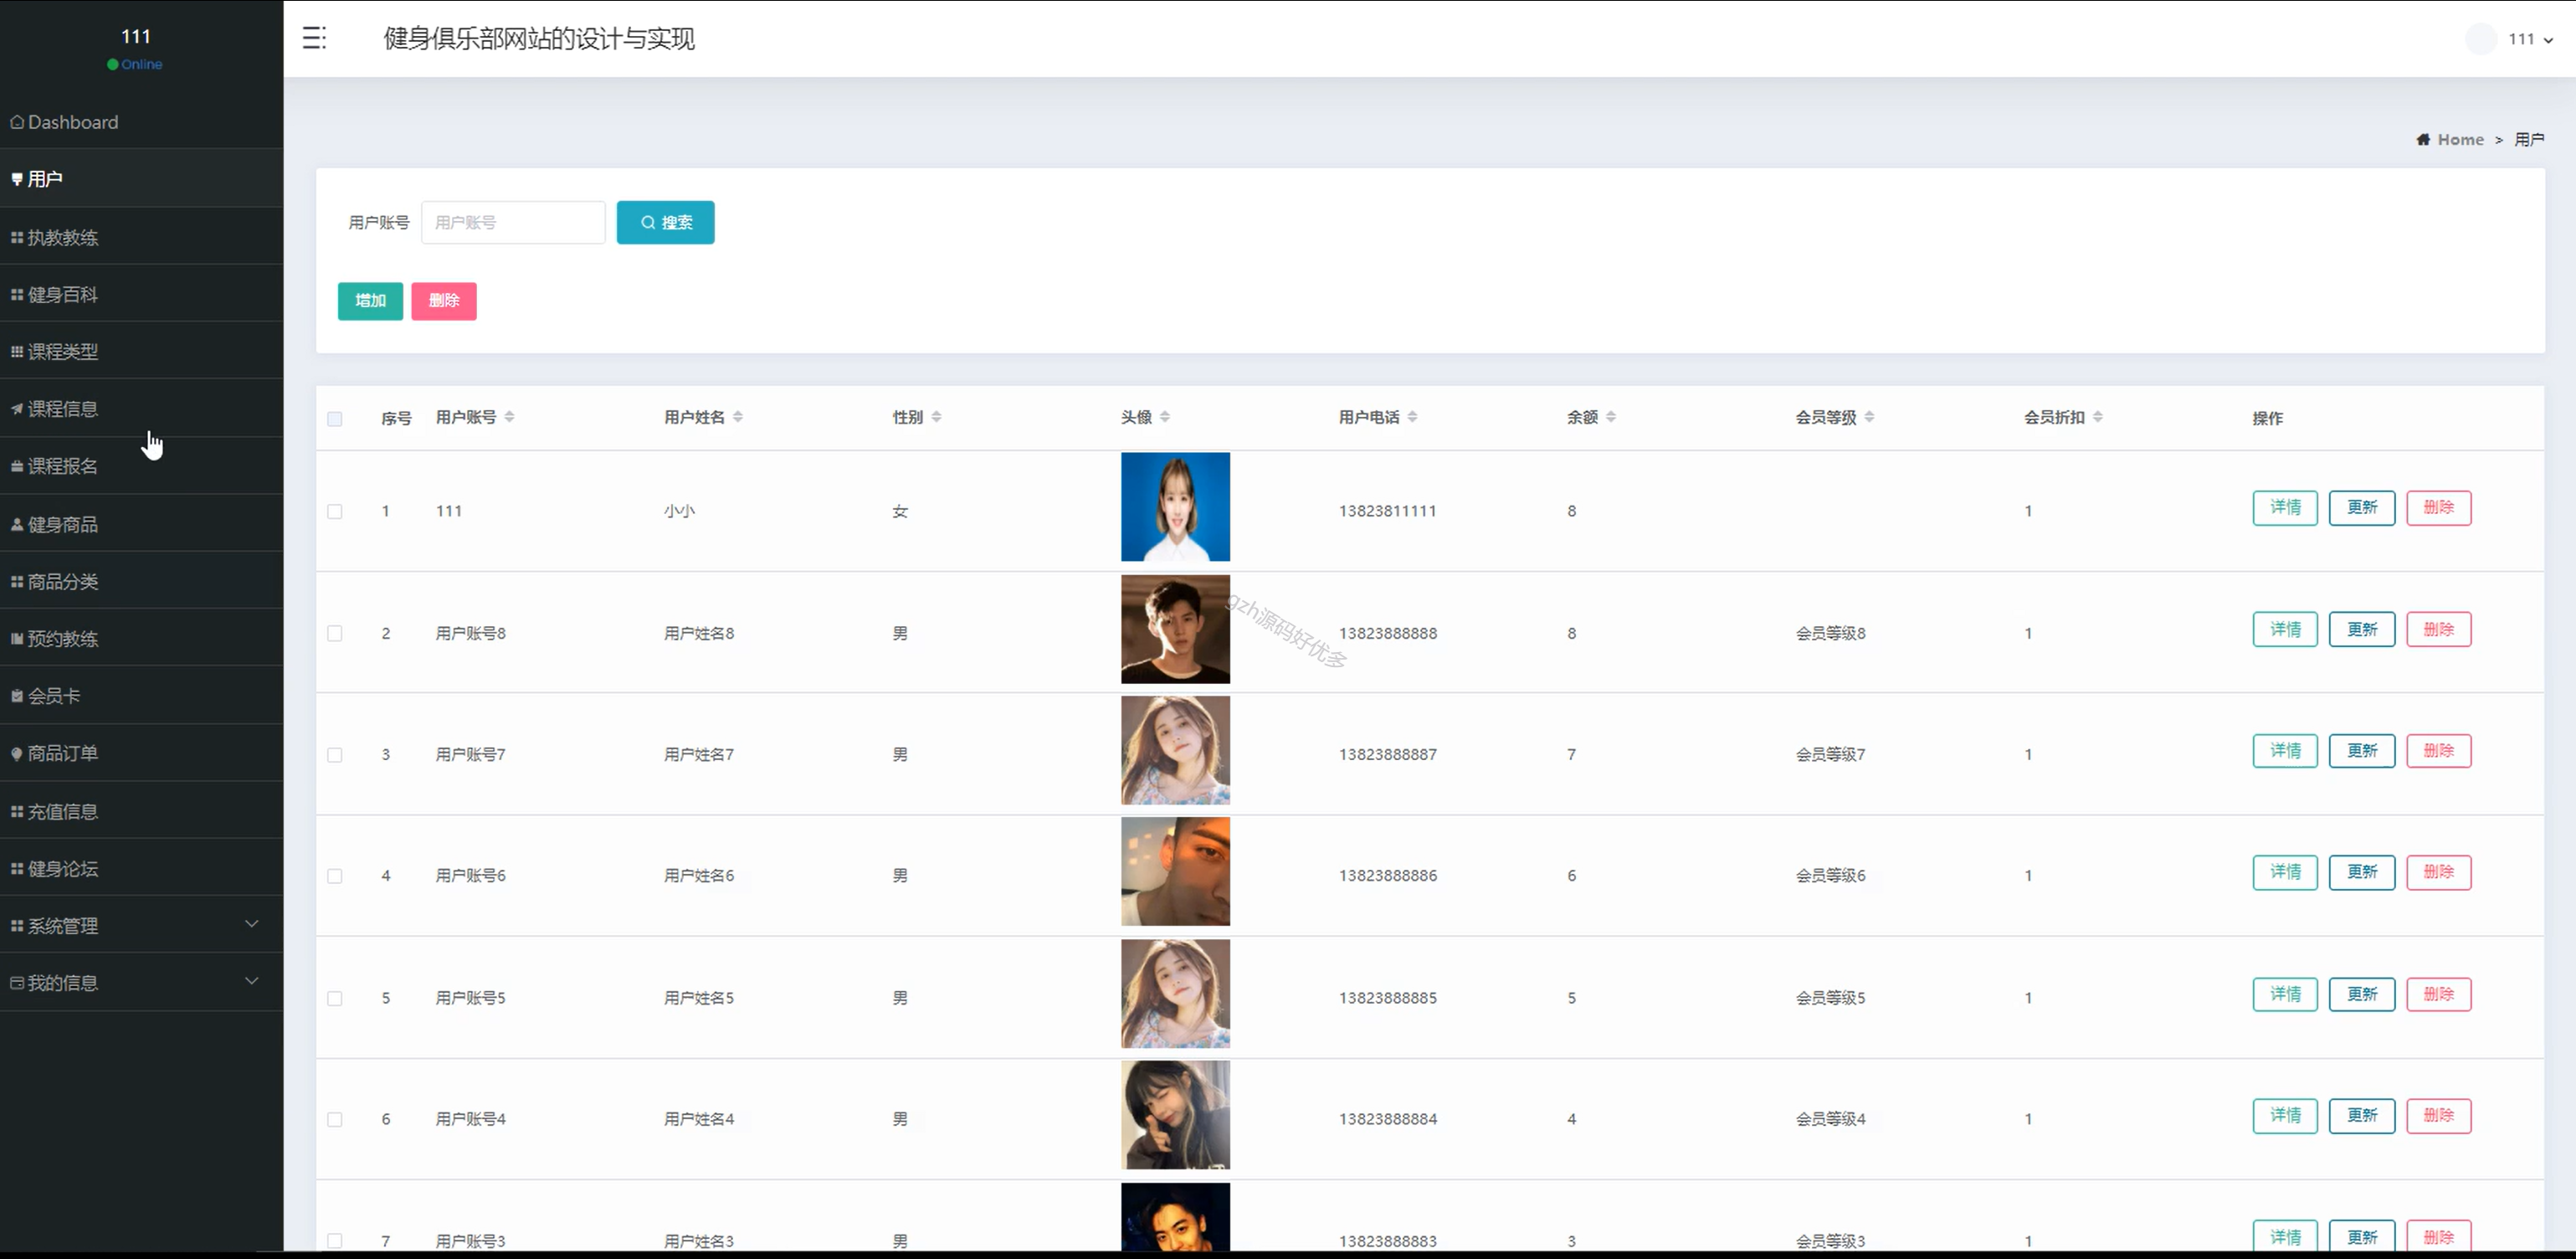 111
Online
Dashboard
用户
执教教练
健身百科
课程类型
课程信息
课程报名
健身商品
商品分类
预约教练
会员卡
商品订单
充值信息
健身论坛
系统管理
我的信息
健身俱乐部网站的设计与实现
111
Home > 用户
用户账号 用户账号 搜索
增加 删除
序号 用户账号 用户姓名 性别 头像 用户电话 余额 会员等级 会员折扣 操作
1 111 小小 女 13823811111 8 1 详情 更新 删除
2 用户账号8 用户姓名8 男 13823888888 8 会员等级8 1 详情 更新 删除
gzh源码好优多
3 用户账号7 用户姓名7 男 13823888887 7 会员等级7 1 详情 更新 删除
4 用户账号6 用户姓名6 男 13823888886 6 会员等级6 1 详情 更新 删除
5 用户账号5 用户姓名5 男 13823888885 5 会员等级5 1 详情 更新 删除
6 用户账号4 用户姓名4 男 13823888884 4 会员等级4 1 详情 更新 删除
7 用户账号3 用户姓名3 男 13823888883 3 会员等级3 1 详情 更新 删除